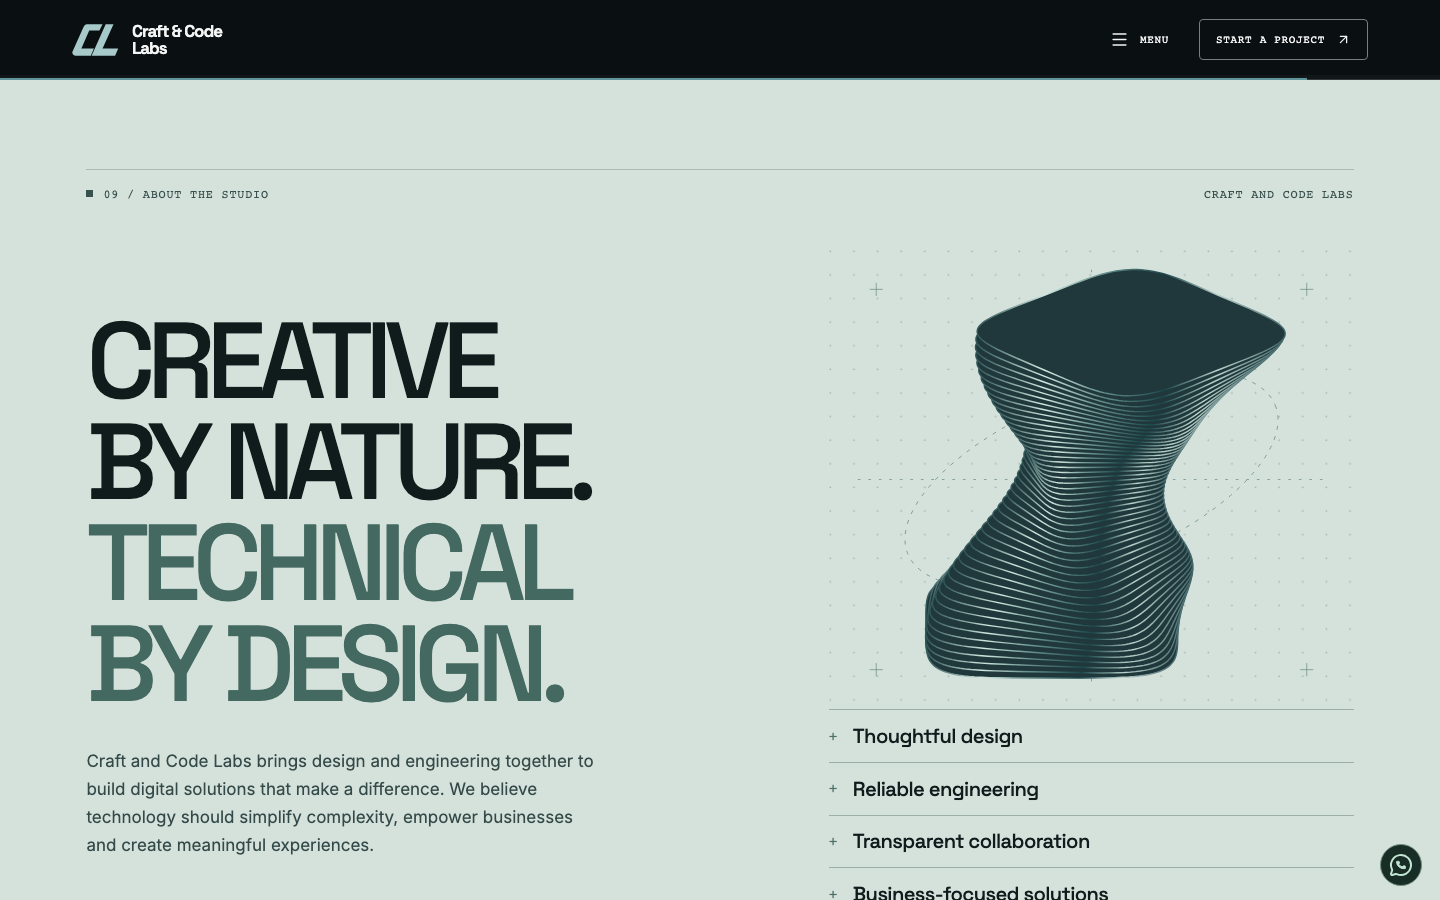 Craft & Code
Labs
MENU
START A PROJECT
09 / ABOUT THE STUDIO
CRAFT AND CODE LABS
CREATIVE
BY NATURE.
TECHNICAL
BY DESIGN.
Craft and Code Labs brings design and engineering together to
build digital solutions that make a difference. We believe
technology should simplify complexity, empower businesses
and create meaningful experiences.
+ Thoughtful design
+ Reliable engineering
+ Transparent collaboration
+ Business-focused solutions